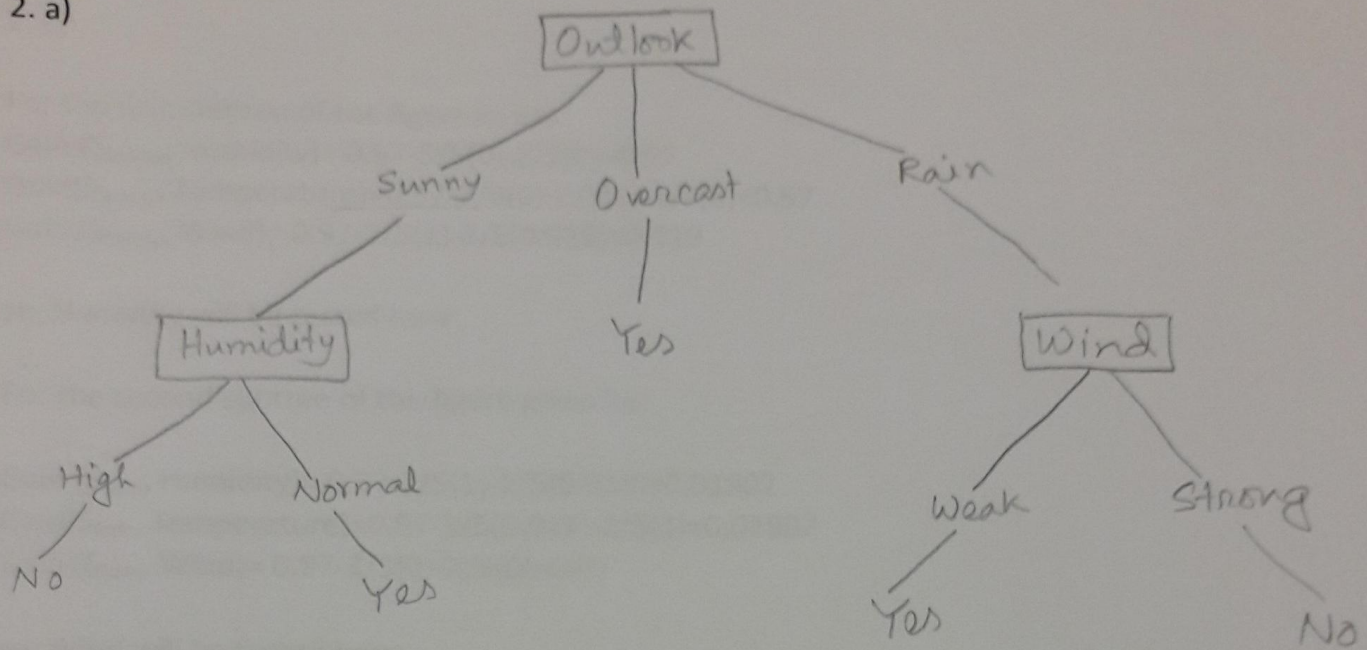 2. a)
Outlook
Sunny Overcast Rain
Humidity Yes Wind
High Normal Weak Strong
No Yes Yes No